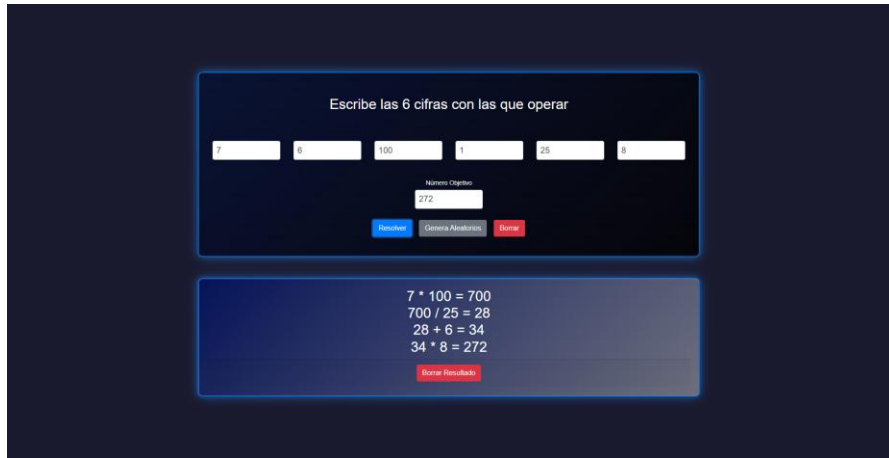 Escribe las 6 cifras con las que operar
7 6 100 1 25 8
Número Objetivo
272
Resolver Genera Aleatorios Borrar
7 * 100 = 700
700 / 25 = 28
28 + 6 = 34
34 * 8 = 272
Borrar Resultado